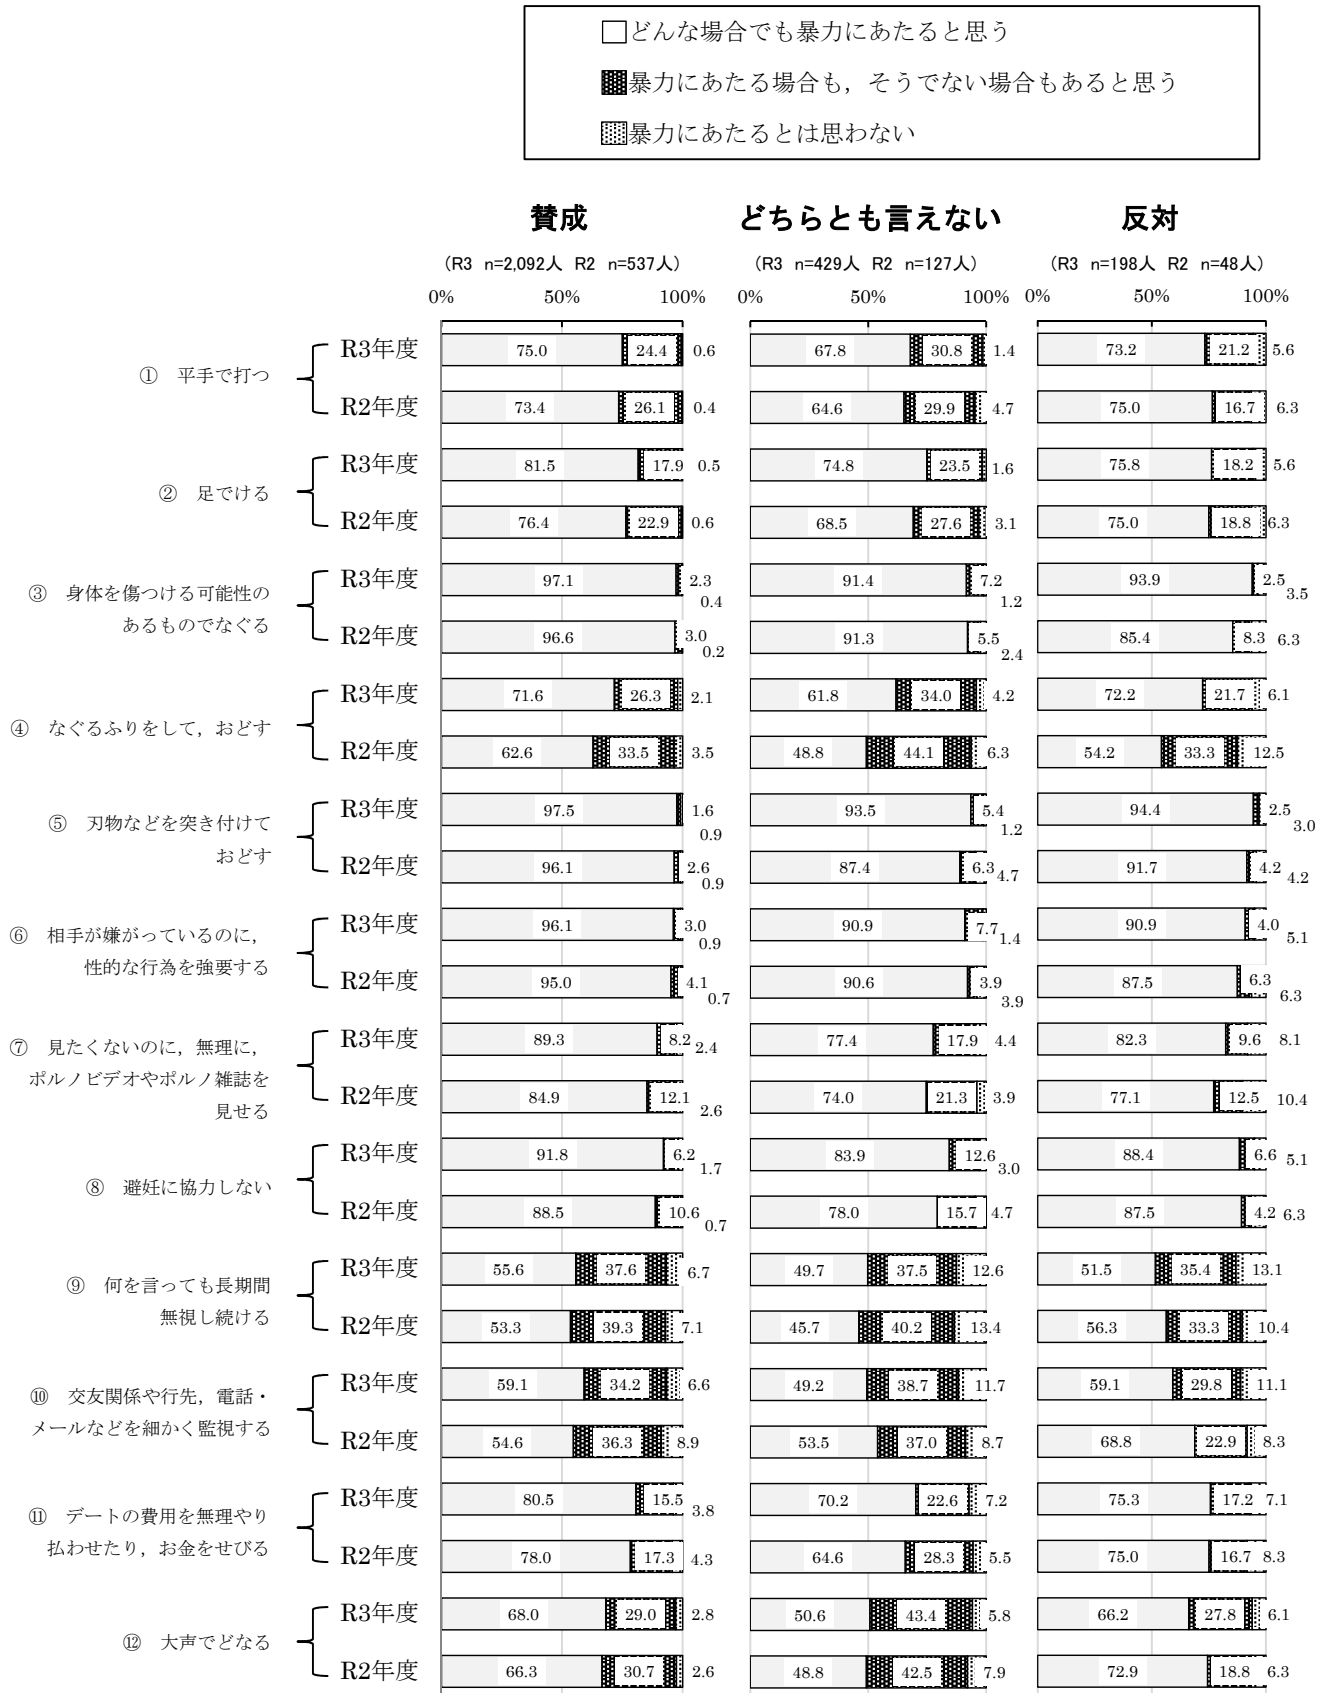 どんな場合でも暴力にあたると思う
暴力にあたる場合も，そうでない場合もあると思う
暴力にあたるとは思わない
賛成 どちらとも言えない 反対
（R3 n=2,092人 R2 n=537人） （R3 n=429人 R2 n=127人） （R3 n=198人 R2 n=48人）
0% 50% 100% 0% 50% 100% 0% 50% 100%
① 平手で打つ
R3年度 75.0 24.4 0.6 67.8 30.8 1.4 73.2 21.2 5.6
R2年度 73.4 26.1 0.4 64.6 29.9 4.7 75.0 16.7 6.3
② 足でける
R3年度 81.5 17.9 0.5 74.8 23.5 1.6 75.8 18.2 5.6
R2年度 76.4 22.9 0.6 68.5 27.6 3.1 75.0 18.8 6.3
③ 身体を傷つける可能性の
あるものでなぐる
R3年度 97.1 2.3 0.4 91.4 7.2 1.2 93.9 2.5 3.5
R2年度 96.6 3.0 0.2 91.3 5.5 2.4 85.4 8.3 6.3
④ なぐるふりをして，おどす
R3年度 71.6 26.3 2.1 61.8 34.0 4.2 72.2 21.7 6.1
R2年度 62.6 33.5 3.5 48.8 44.1 6.3 54.2 33.3 12.5
⑤ 刃物などを突き付けて
おどす
R3年度 97.5 1.6 0.9 93.5 5.4 1.2 94.4 2.5 3.0
R2年度 96.1 2.6 0.9 87.4 6.3 4.7 91.7 4.2 4.2
⑥ 相手が嫌がっているのに，
性的な行為を強要する
R3年度 96.1 3.0 0.9 90.9 7.7 1.4 90.9 4.0 5.1
R2年度 95.0 4.1 0.7 90.6 3.9 3.9 87.5 6.3 6.3
⑦ 見たくないのに，無理に，
ポルノビデオやポルノ雑誌を
見せる
R3年度 89.3 8.2 2.4 77.4 17.9 4.4 82.3 9.6 8.1
R2年度 84.9 12.1 2.6 74.0 21.3 3.9 77.1 12.5 10.4
⑧ 避妊に協力しない
R3年度 91.8 6.2 1.7 83.9 12.6 3.0 88.4 6.6 5.1
R2年度 88.5 10.6 0.7 78.0 15.7 4.7 87.5 4.2 6.3
⑨ 何を言っても長期間
無視し続ける
R3年度 55.6 37.6 6.7 49.7 37.5 12.6 51.5 35.4 13.1
R2年度 53.3 39.3 7.1 45.7 40.2 13.4 56.3 33.3 10.4
⑩ 交友関係や行先，電話・
メールなどを細かく監視する
R3年度 59.1 34.2 6.6 49.2 38.7 11.7 59.1 29.8 11.1
R2年度 54.6 36.3 8.9 53.5 37.0 8.7 68.8 22.9 8.3
⑪ デートの費用を無理やり
払わせたり，お金をせびる
R3年度 80.5 15.5 3.8 70.2 22.6 7.2 75.3 17.2 7.1
R2年度 78.0 17.3 4.3 64.6 28.3 5.5 75.0 16.7 8.3
⑫ 大声でどなる
R3年度 68.0 29.0 2.8 50.6 43.4 5.8 66.2 27.8 6.1
R2年度 66.3 30.7 2.6 48.8 42.5 7.9 72.9 18.8 6.3